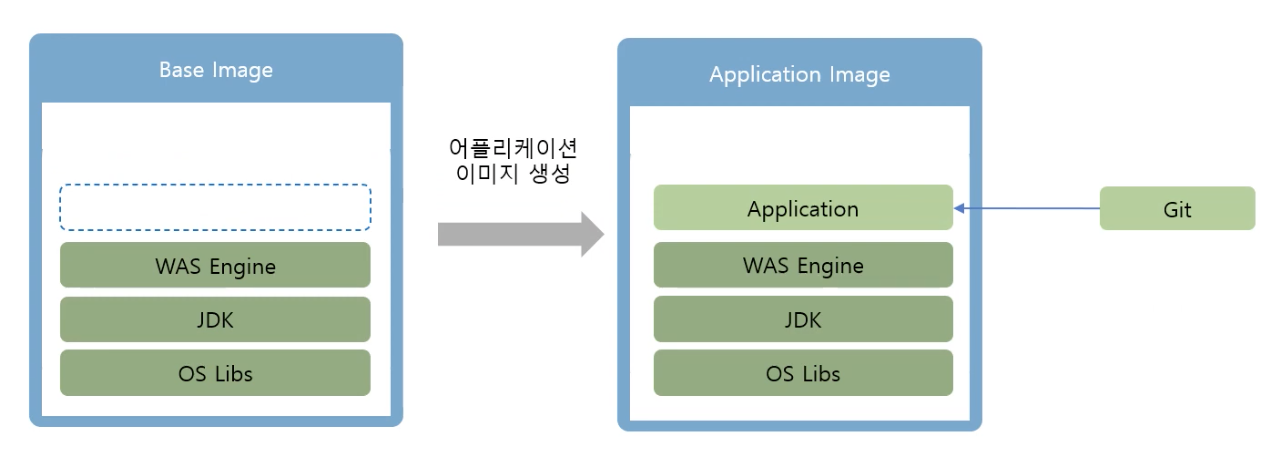 Base Image
WAS Engine
JDK
OS Libs
어플리케이션
이미지 생성
Application Image
Application
WAS Engine
JDK
OS Libs
Git